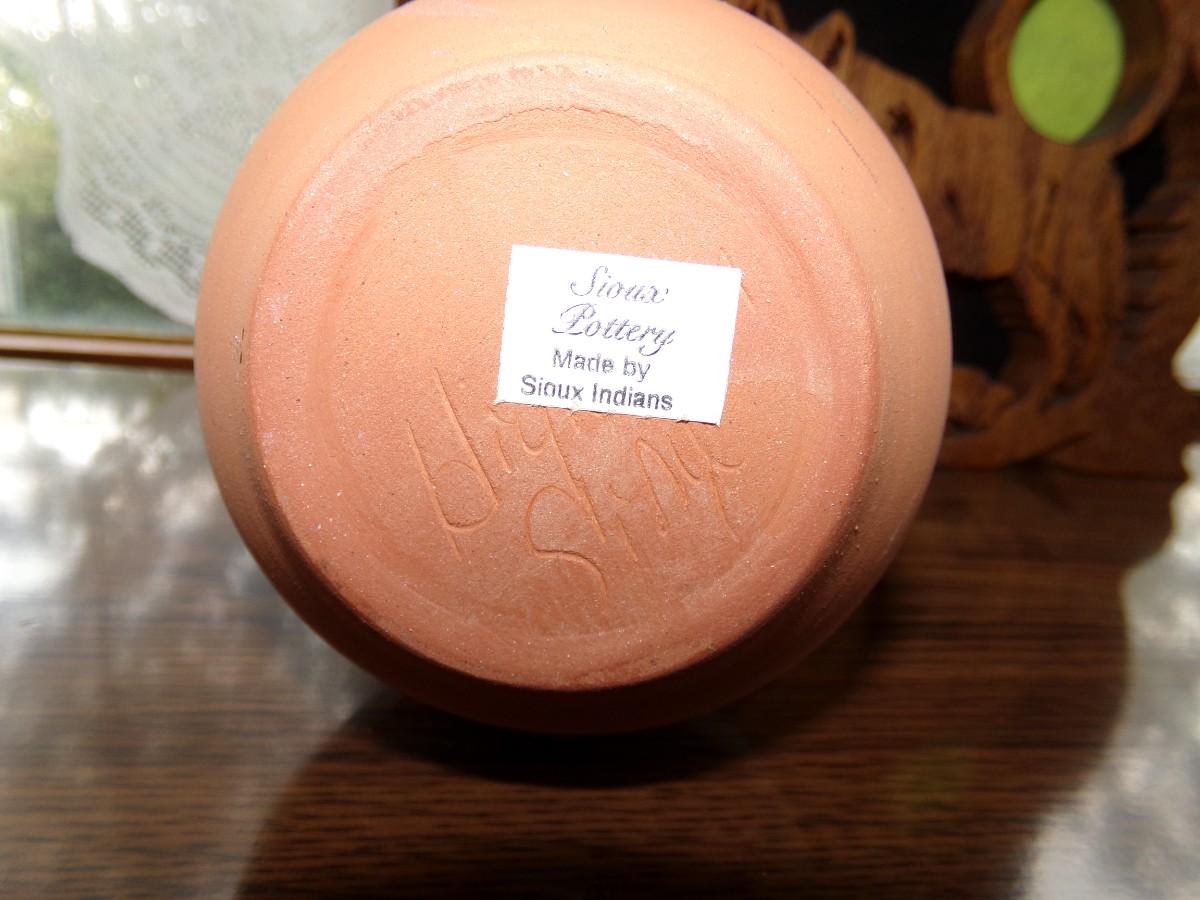 Sioux
Pottery
Made by
Sioux Indians